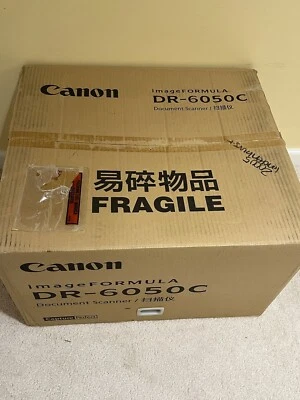 Canon
imageFORMULA
DR-6050C
Document Scanner / 扫描仪
易碎物品
FRAGILE
Canon
imageFORMULA
DR-6050C
Document Scanner / 扫描仪